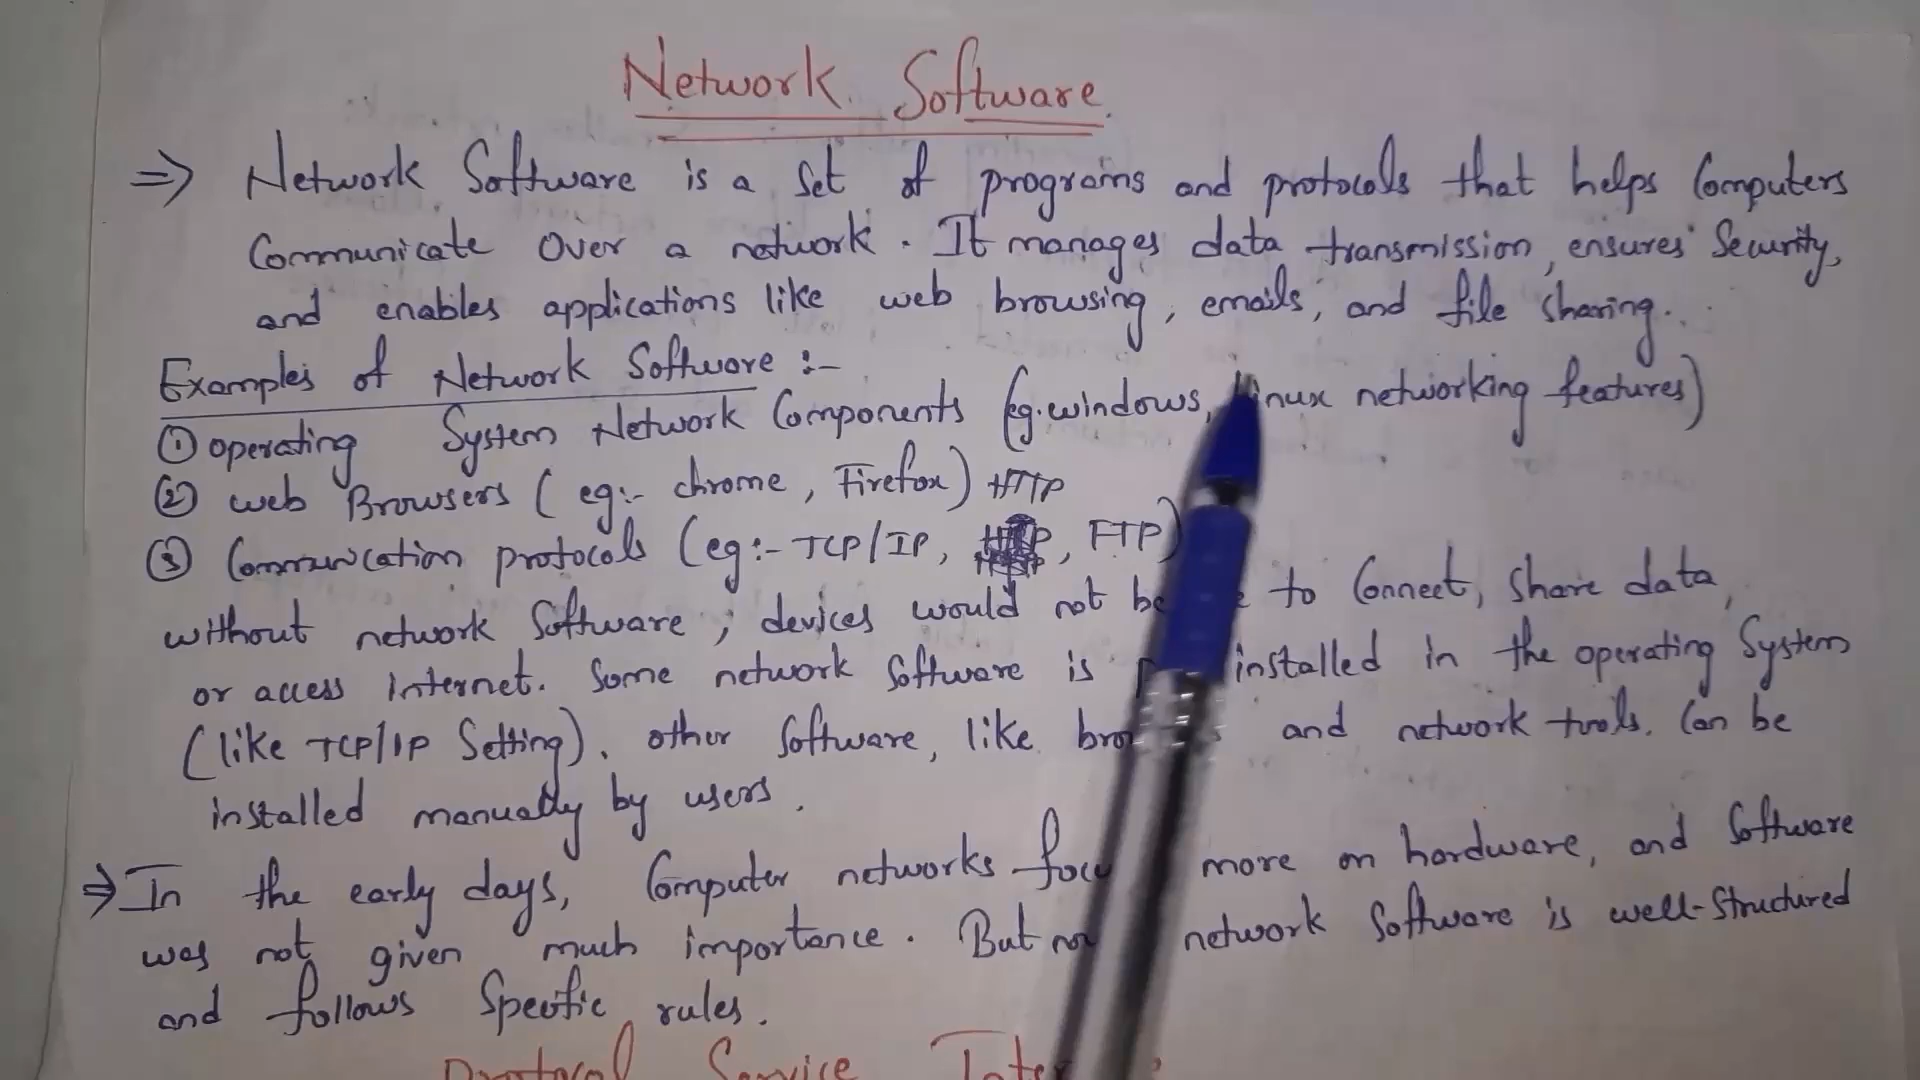 Network Software.
⇒ Network Software is a set of programs and protocols that helps Computers
Communicate Over a network. It manages data transmission, ensures Security,
and enables applications like web browsing, emails, and file sharing.
Examples of Network Software :-
① operating System Network Components (eg. windows, Linux networking features)
② web Browsers ( eg:- chrome, Firefox) HTTP
③ Communication protocols (eg:- TCP/IP, , FTP)
without network Software, devices would not be to Connect, Share data,
or access internet. Some network software is installed in the operating System
(like TCP/IP Setting). other Software, like and network tools. Can be
installed manually by users.
⇒ In the early days, Computer networks more on hardware, and Software
was not given much importance. But network Software is well-Structured
and follows Specific rules.
Protocol Service